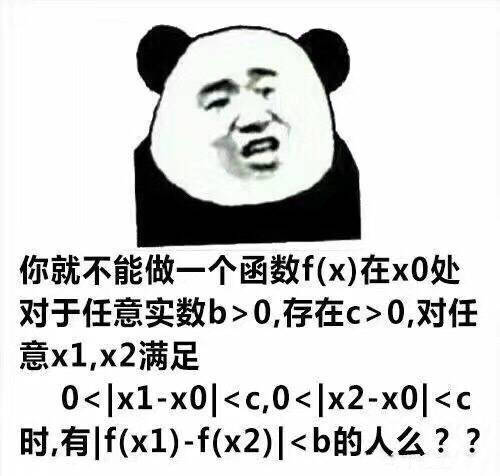 你就不能做一个函数f(x)在x0处
对于任意实数b>0,存在c>0,对任
意x1,x2满足
0<|x1-x0|<c,0<|x2-x0|<c
时,有|f(x1)-f(x2)|<b的人么？？